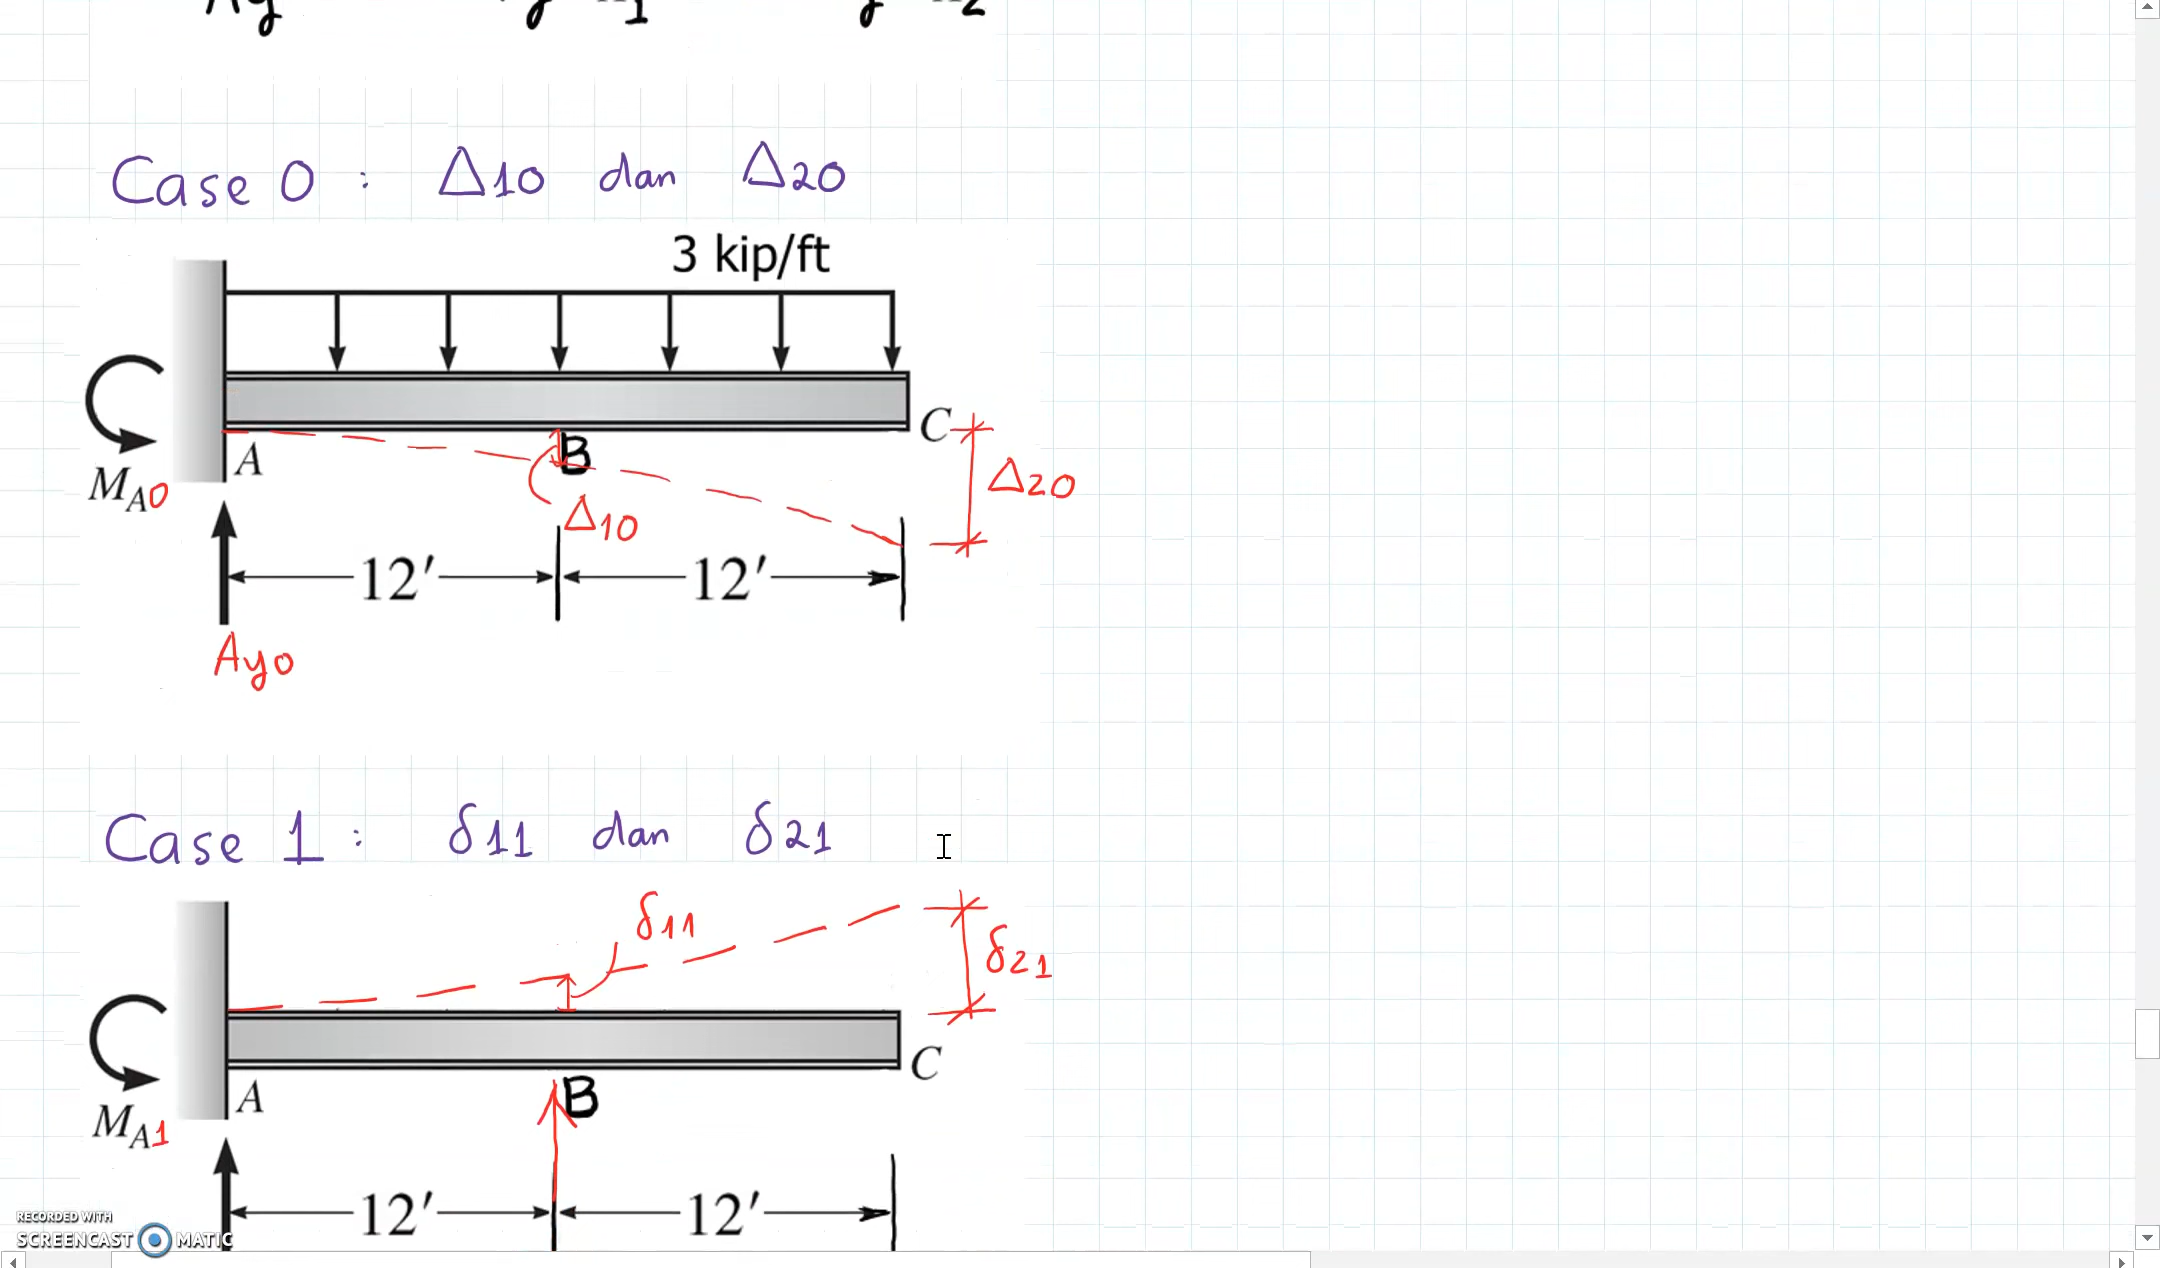 Case 0 : Δ10 dan Δ20
3 kip/ft
C
A
B
Δ20
MA0
Δ10
12′ 12′
Ay0
Case 1 : δ11 dan δ21
δ11
δ21
C
A
B
MA1
12′ 12′
RECORDED WITH
SCREENCAST MATIC